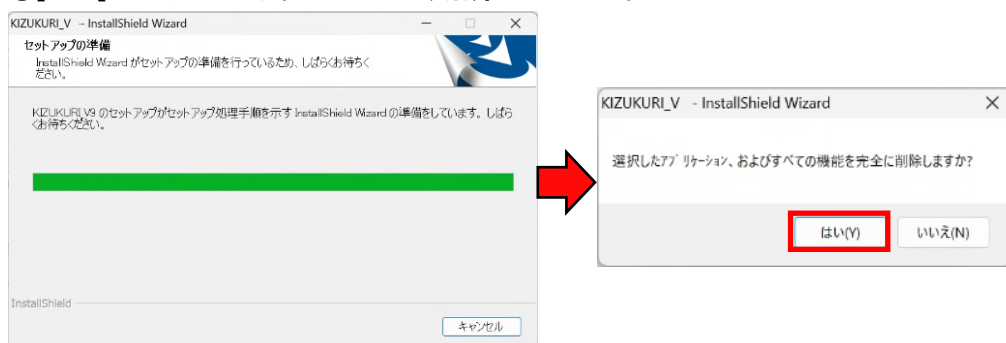 KIZUKURI_V - InstallShield Wizard
セットアップの準備
InstallShield Wizard がセットアップの準備を行っているため、しばらくお待ちく
ださい。
KIZUKURI V9 のセットアップがセットアップ処理手順を示す InstallShield Wizard の準備をしています。しばら
くお待ちください。
InstallShield
キャンセル
KIZUKURI_V - InstallShield Wizard
選択したｱﾌﾟﾘｹｰｼｮﾝ、およびすべての機能を完全に削除しますか?
はい(Y)
いいえ(N)